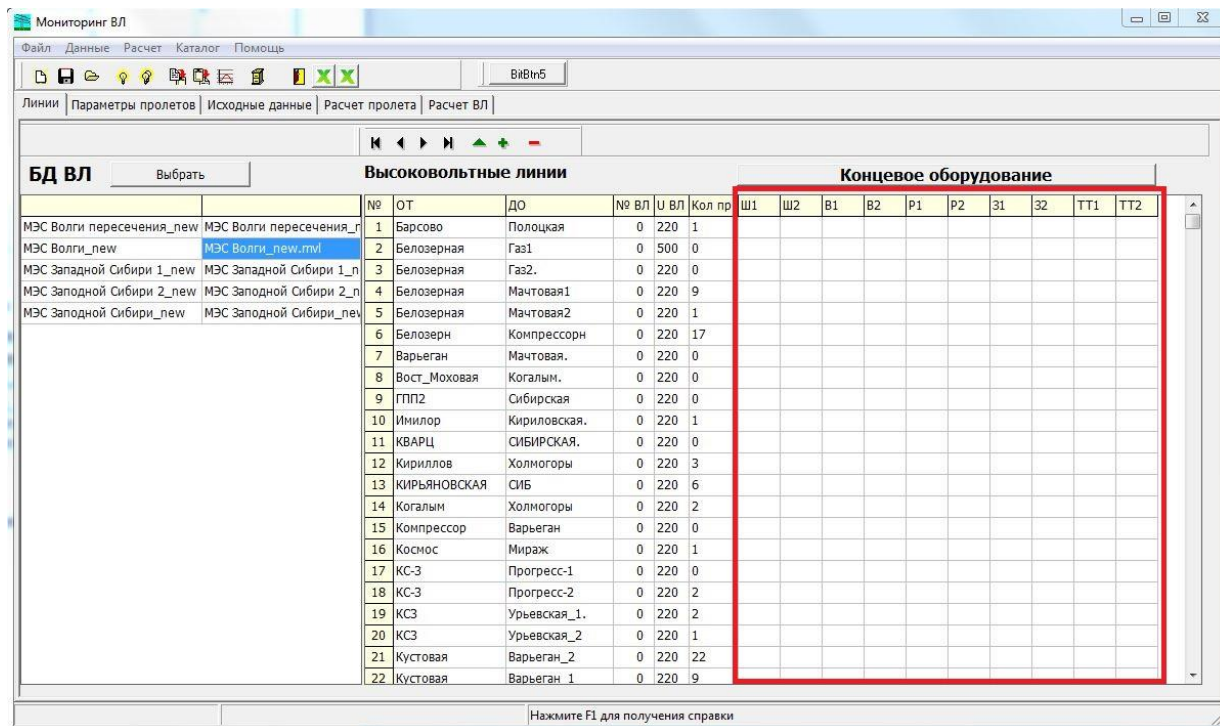 Мониторинг ВЛ
Файл Данные Расчет Каталог Помощь
BitBtn5
Линии Параметры пролетов Исходные данные Расчет пролета Расчет ВЛ
БД ВЛ Выбрать Высоковольтные линии Концевое оборудование
№ ОТ ДО № ВЛ U ВЛ Кол пр Ш1 Ш2 В1 В2 Р1 Р2 З1 З2 ТТ1 ТТ2
МЭС Волги пересечения_new МЭС Волги пересечения_n 1 Барсово Полоцкая 0 220 1
МЭС Волги_new МЭС Волги_new.mvl 2 Белозерная Газ1 0 500 0
МЭС Западной Сибири 1_new МЭС Западной Сибири 1_n 3 Белозерная Газ2. 0 220 0
МЭС Заподной Сибири 2_new МЭС Заподной Сибири 2_n 4 Белозерная Мачтовая1 0 220 9
МЭС Заподной Сибири_new МЭС Заподной Сибири_nev 5 Белозерная Мачтовая2 0 220 1
6 Белозерн Компрессорн 0 220 17
7 Варьеган Мачтовая. 0 220 0
8 Вост_Моховая Когалым. 0 220 0
9 ГПП2 Сибирская 0 220 0
10 Имилор Кириловская. 0 220 1
11 КВАРЦ СИБИРСКАЯ. 0 220 0
12 Кириллов Холмогоры 0 220 3
13 КИРЬЯНОВСКАЯ СИБ 0 220 6
14 Когалым Холмогоры 0 220 2
15 Компрессор Варьеган 0 220 0
16 Космос Мираж 0 220 1
17 КС-3 Прогресс-1 0 220 0
18 КС-3 Прогресс-2 0 220 2
19 КС3 Урьевская_1. 0 220 2
20 КС3 Урьевская_2 0 220 1
21 Кустовая Варьеган_2 0 220 22
22 Кустовая Варьеган_1 0 220 9
Нажмите F1 для получения справки